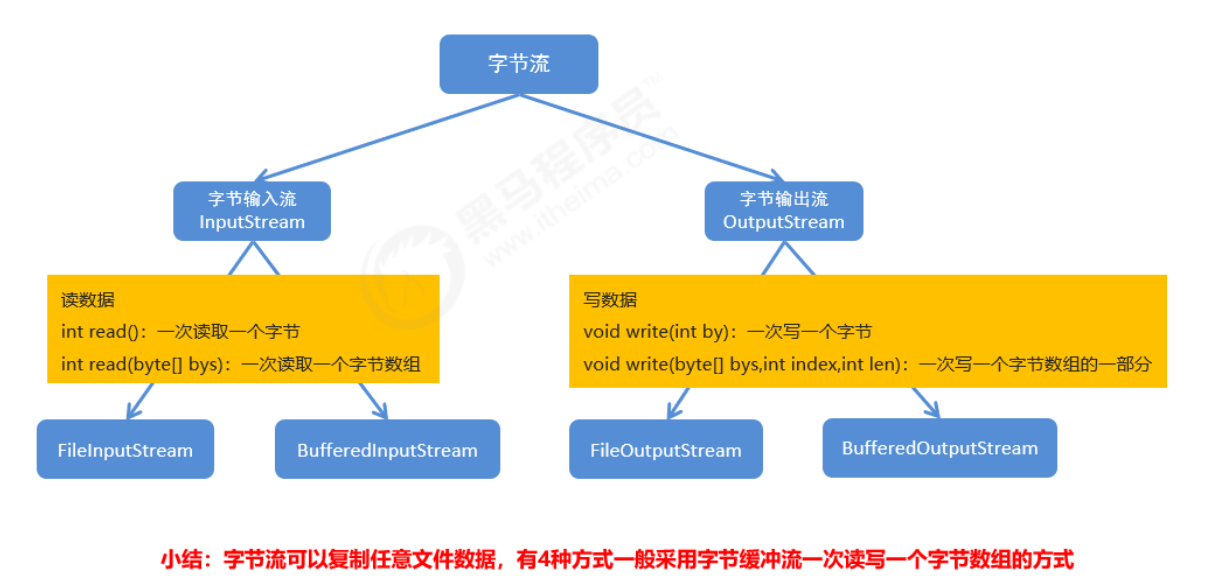 字节流
黑马程序员™
www.itheima.com
字节输入流
InputStream
字节输出流
OutputStream
读数据
int read()：一次读取一个字节
int read(byte[] bys)：一次读取一个字节数组
写数据
void write(int by)：一次写一个字节
void write(byte[] bys,int index,int len)：一次写一个字节数组的一部分
FileInputStream
BufferedInputStream
FileOutputStream
BufferedOutputStream
小结：字节流可以复制任意文件数据，有4种方式一般采用字节缓冲流一次读写一个字节数组的方式